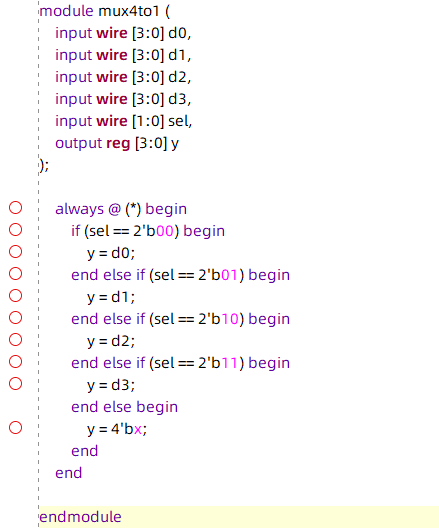 module mux4to1 (
input wire [3:0] d0,
input wire [3:0] d1,
input wire [3:0] d2,
input wire [3:0] d3,
input wire [1:0] sel,
output reg [3:0] y
);
always @ (*) begin
if (sel == 2'b00) begin
y = d0;
end else if (sel == 2'b01) begin
y = d1;
end else if (sel == 2'b10) begin
y = d2;
end else if (sel == 2'b11) begin
y = d3;
end else begin
y = 4'bx;
end
end
endmodule